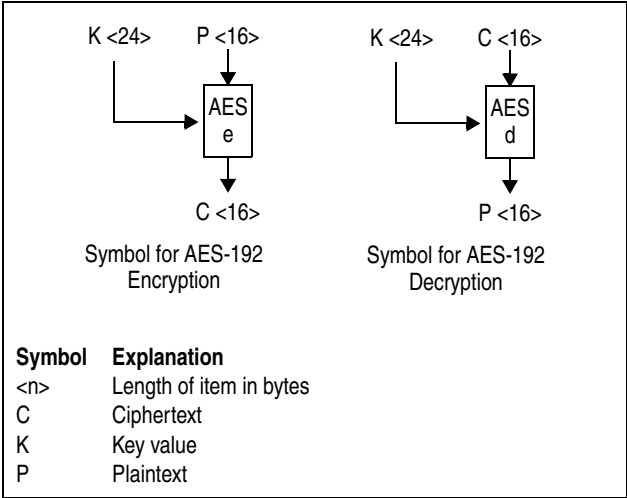 K <24> P <16>
AES
e
C <16>
Symbol for AES-192
Encryption
K <24> C <16>
AES
d
P <16>
Symbol for AES-192
Decryption
Symbol Explanation
<n> Length of item in bytes
C Ciphertext
K Key value
P Plaintext